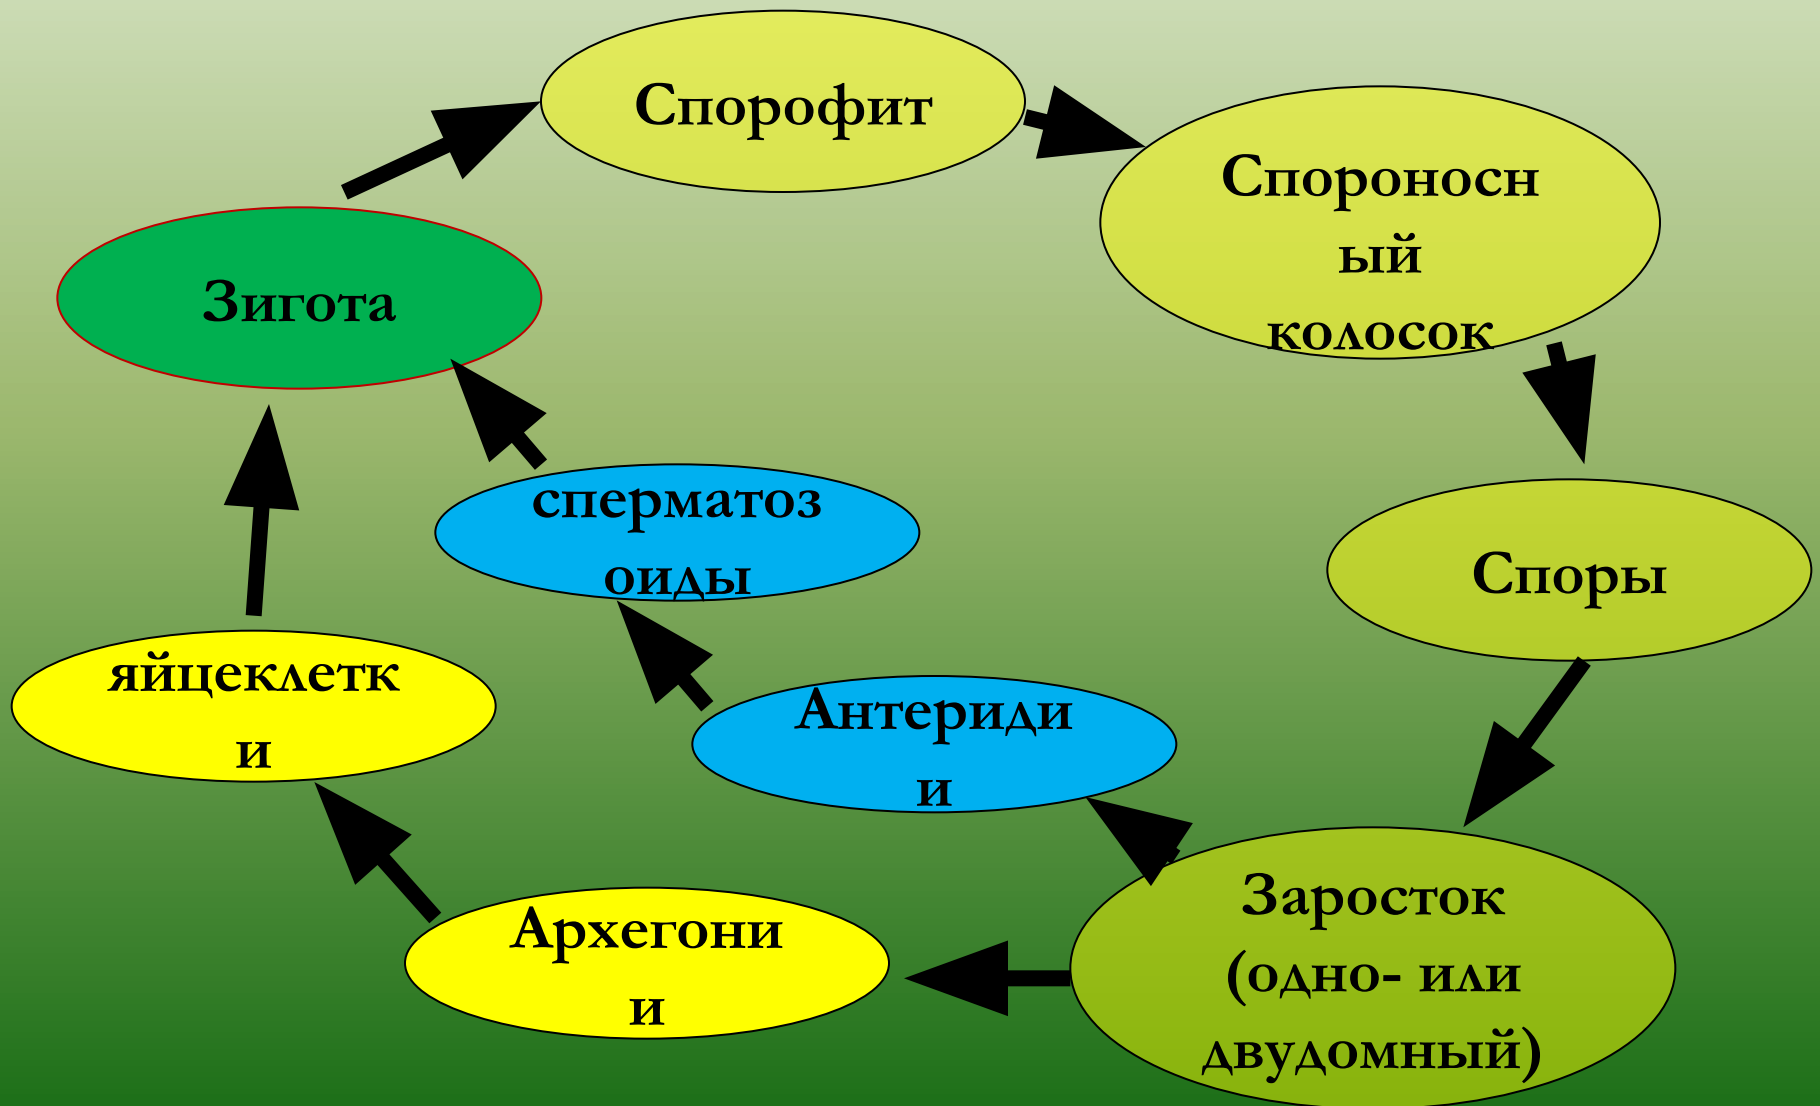 Спорофит
Спороносн
ый
колосок
Зигота
сперматоз
оиды
Споры
яйцеклетк
и
Антериди
и
Заросток
(одно- или
двудомный)
Архегони
и